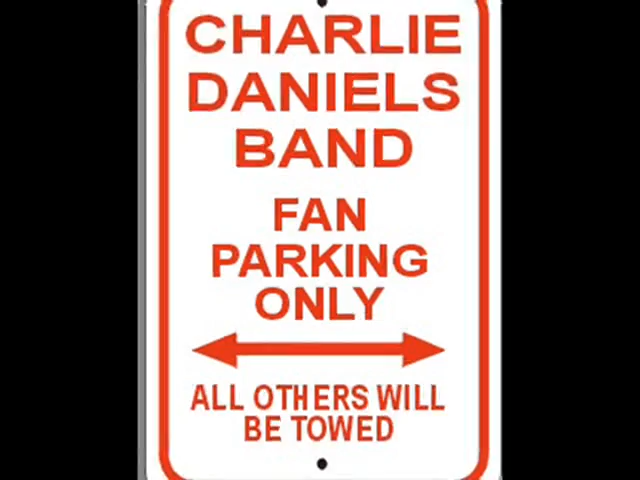 CHARLIE
DANIELS
BAND
FAN
PARKING
ONLY
ALL OTHERS WILL
BE TOWED